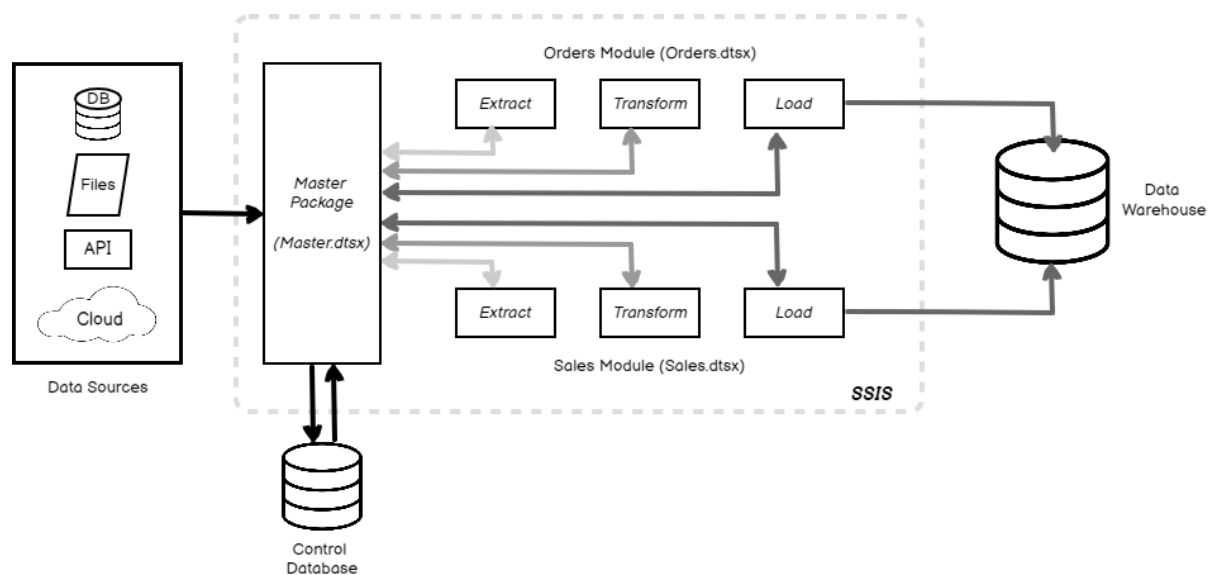 DB
Files
API
Cloud
Data Sources
Master
Package
(Master.dtsx)
Orders Module (Orders.dtsx)
Extract
Transform
Load
Extract
Transform
Load
Sales Module (Sales.dtsx)
SSIS
Control
Database
Data
Warehouse